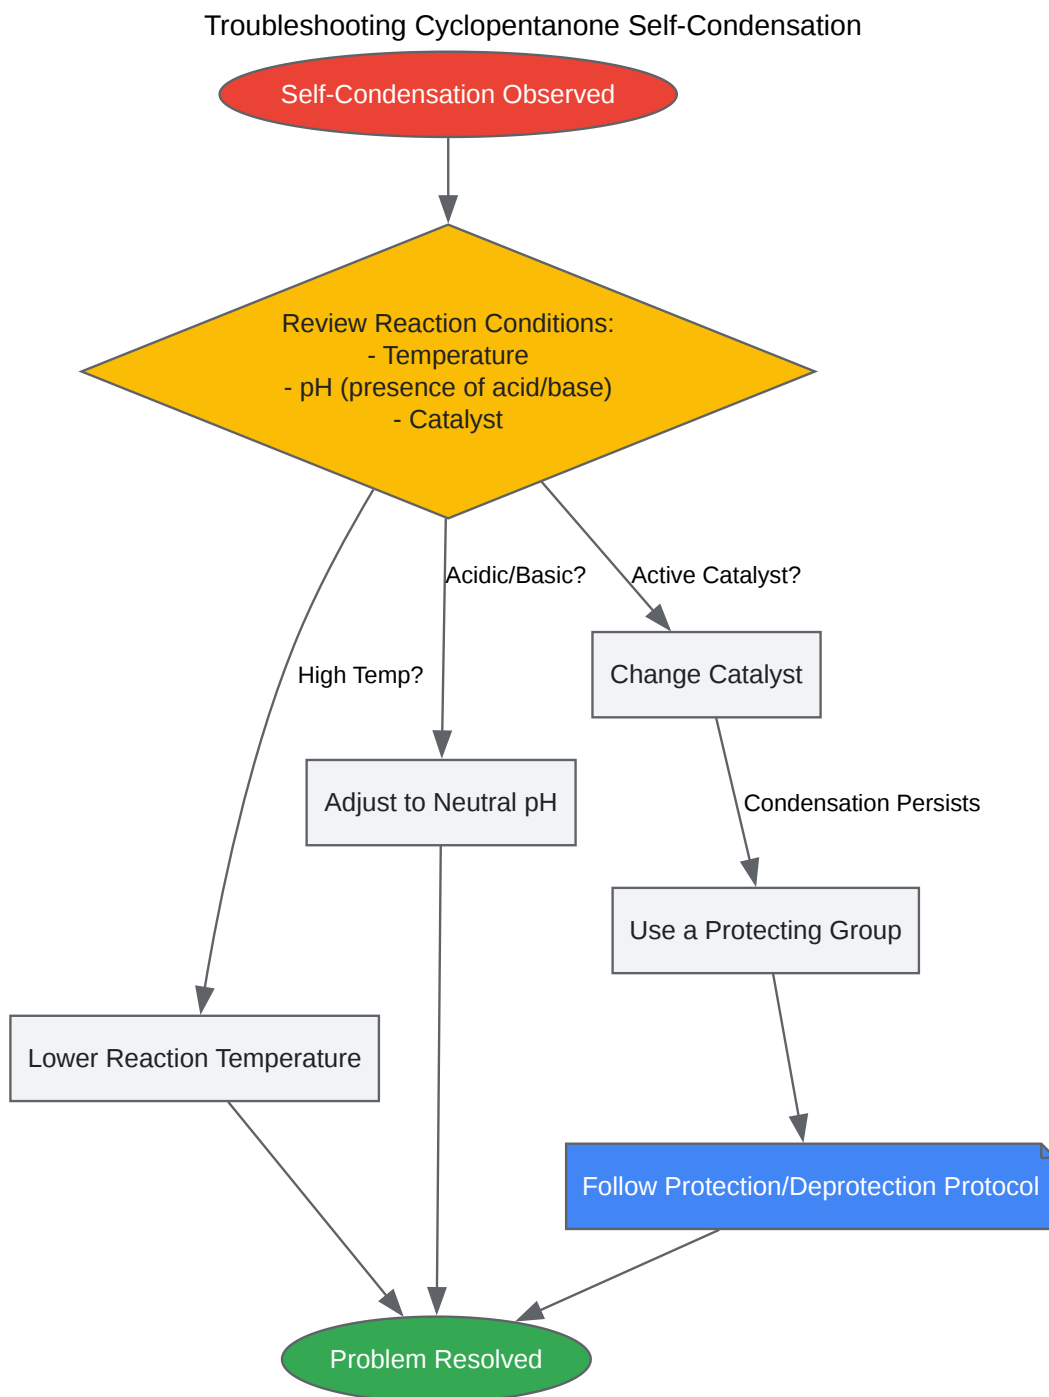 Troubleshooting Cyclopentanone Self-Condensation
Self-Condensation Observed
Review Reaction Conditions:
- Temperature
- pH (presence of acid/base)
- Catalyst
Acidic/Basic?
Active Catalyst?
High Temp?
Change Catalyst
Adjust to Neutral pH
Condensation Persists
Use a Protecting Group
Lower Reaction Temperature
Follow Protection/Deprotection Protocol
Problem Resolved